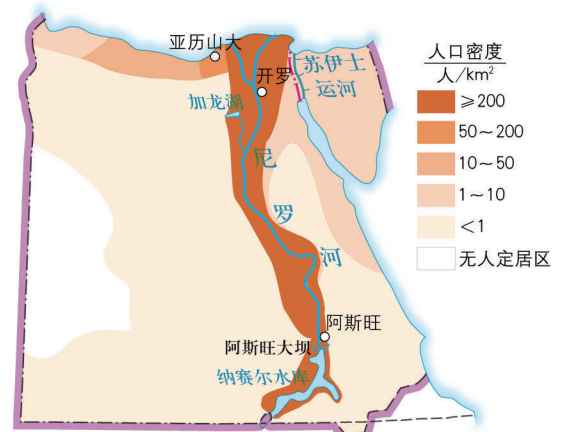 亚历山大
苏伊士
运河
开罗
加龙湖
尼
罗
河
阿斯旺
阿斯旺大坝
纳赛尔水库
人口密度
人/km²
≥200
50～200
10～50
1～10
<1
无人定居区